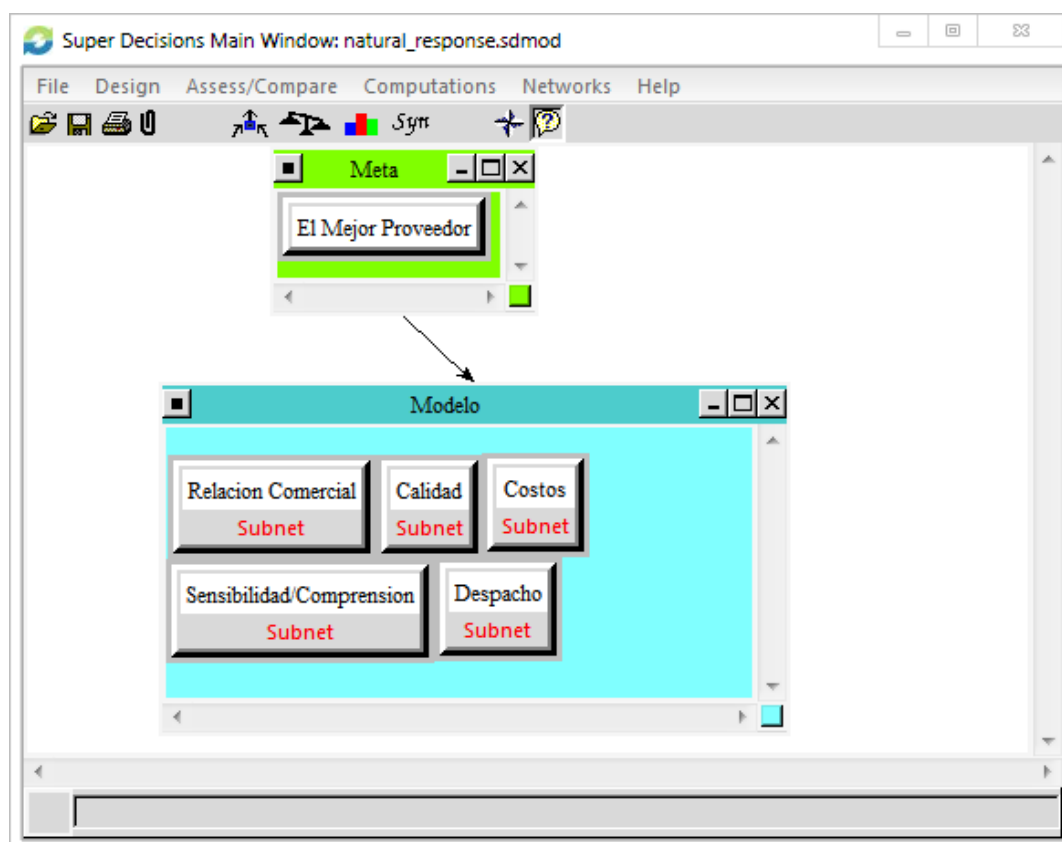 Super Decisions Main Window: natural_response.sdmod
File Design Assess/Compare Computations Networks Help
Syn
Meta
El Mejor Proveedor
Modelo
Relacion Comercial Calidad Costos
Subnet Subnet Subnet
Sensibilidad/Comprension Despacho
Subnet Subnet